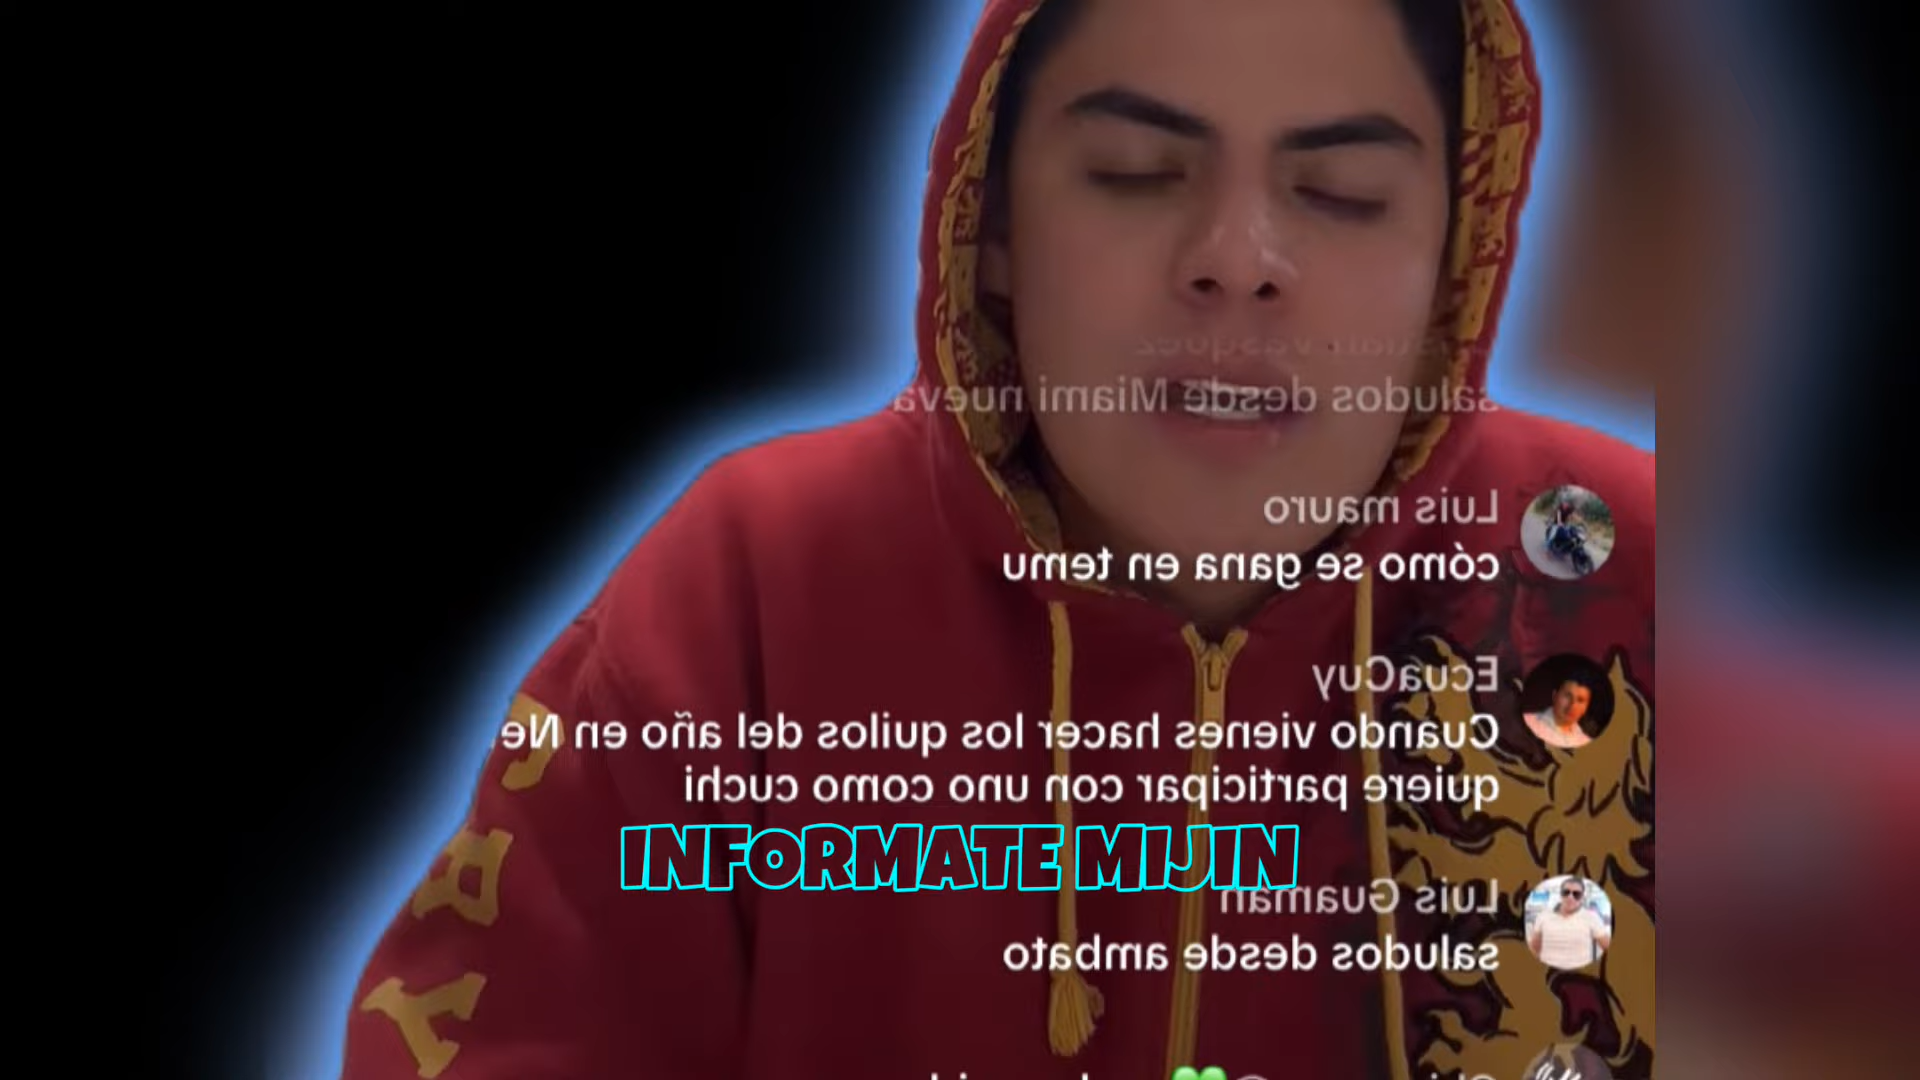 saludos desde Miami nueva
Luis mauro
cómo se gana en temu
EcuaCuy
Cuando vienes hacer los quilos del año en Ne
quiere participar con uno como cuchi
INFORMATE MIJIN
Luis Guaman
saludos desde ambato